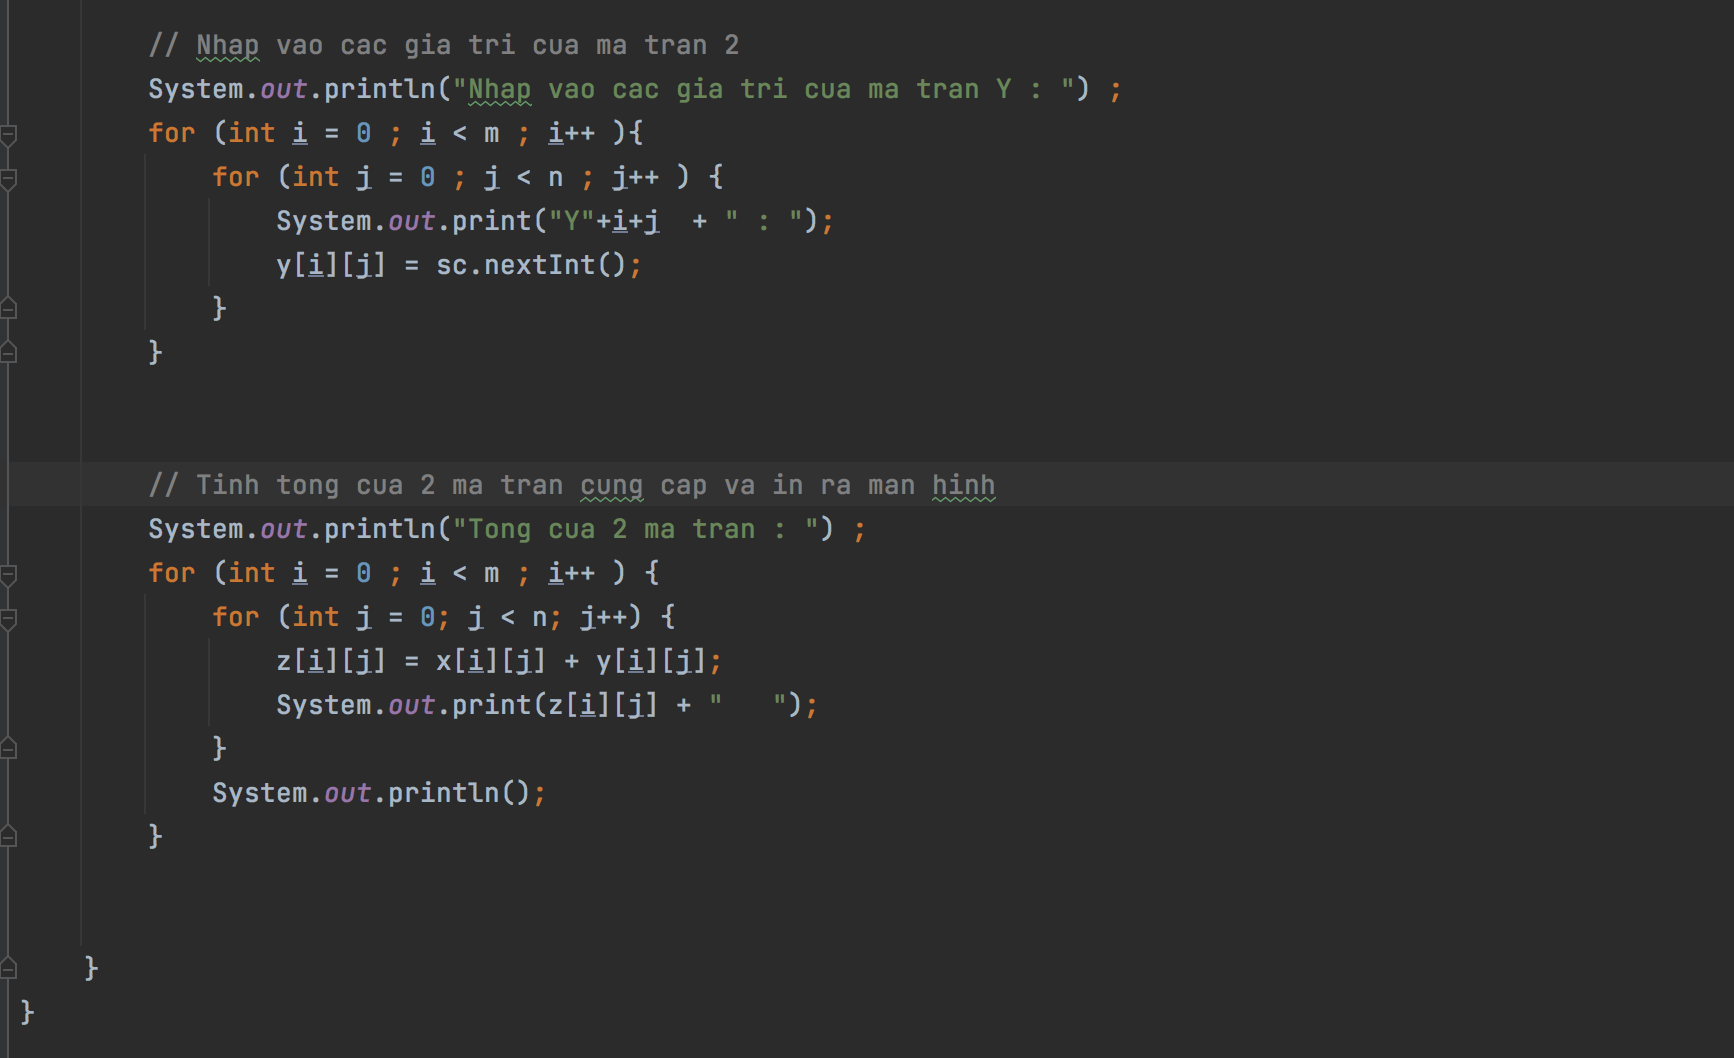 // Nhap vao cac gia tri cua ma tran 2
System.out.println("Nhap vao cac gia tri cua ma tran Y : ") ;
for (int i = 0 ; i < m ; i++ ){
for (int j = 0 ; j < n ; j++ ) {
System.out.print("Y"+i+j  + " : ");
y[i][j] = sc.nextInt();
}
}
// Tinh tong cua 2 ma tran cung cap va in ra man hinh
System.out.println("Tong cua 2 ma tran : ") ;
for (int i = 0 ; i < m ; i++ ) {
for (int j = 0; j < n; j++) {
z[i][j] = x[i][j] + y[i][j];
System.out.print(z[i][j] + "   ");
}
System.out.println();
}
}
}